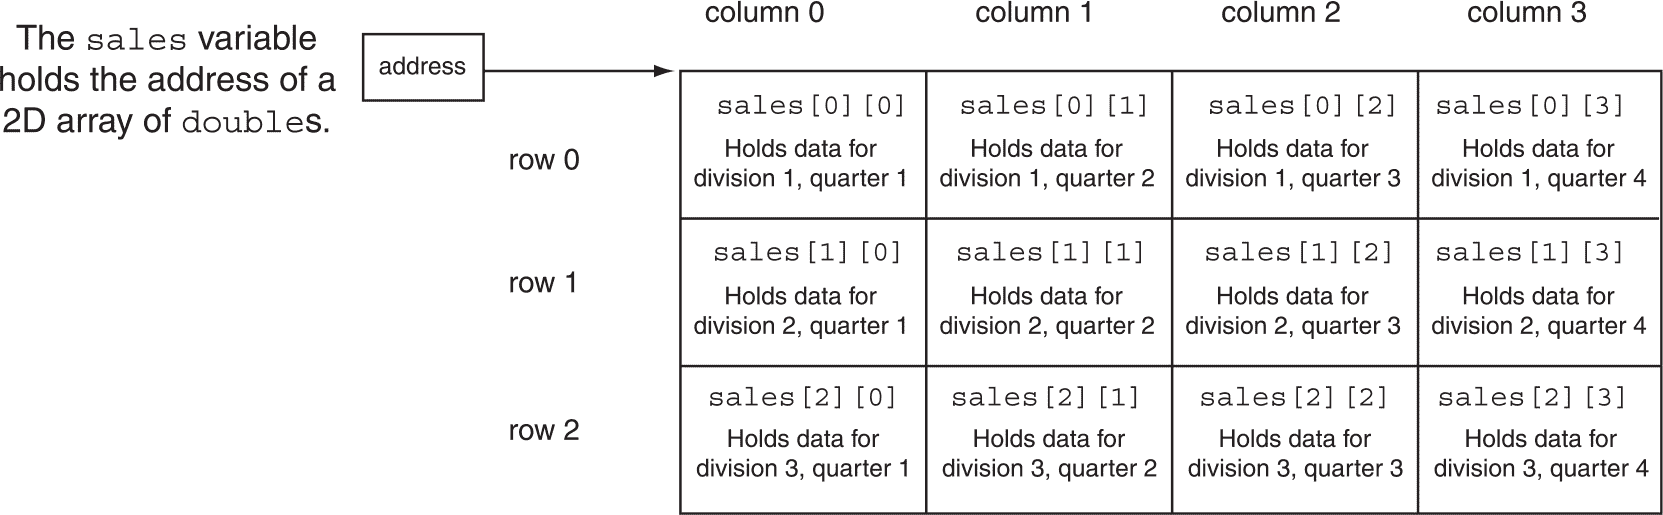 column 0 column 1 column 2 column 3
The sales variable
holds the address of a
2D array of doubles.
address
row 0
sales[0][0] sales[0][1] sales[0][2] sales[0][3]
Holds data for Holds data for Holds data for Holds data for
division 1, quarter 1 division 1, quarter 2 division 1, quarter 3 division 1, quarter 4
row 1
sales[1][0] sales[1][1] sales[1][2] sales[1][3]
Holds data for Holds data for Holds data for Holds data for
division 2, quarter 1 division 2, quarter 2 division 2, quarter 3 division 2, quarter 4
row 2
sales[2][0] sales[2][1] sales[2][2] sales[2][3]
Holds data for Holds data for Holds data for Holds data for
division 3, quarter 1 division 3, quarter 2 division 3, quarter 3 division 3, quarter 4